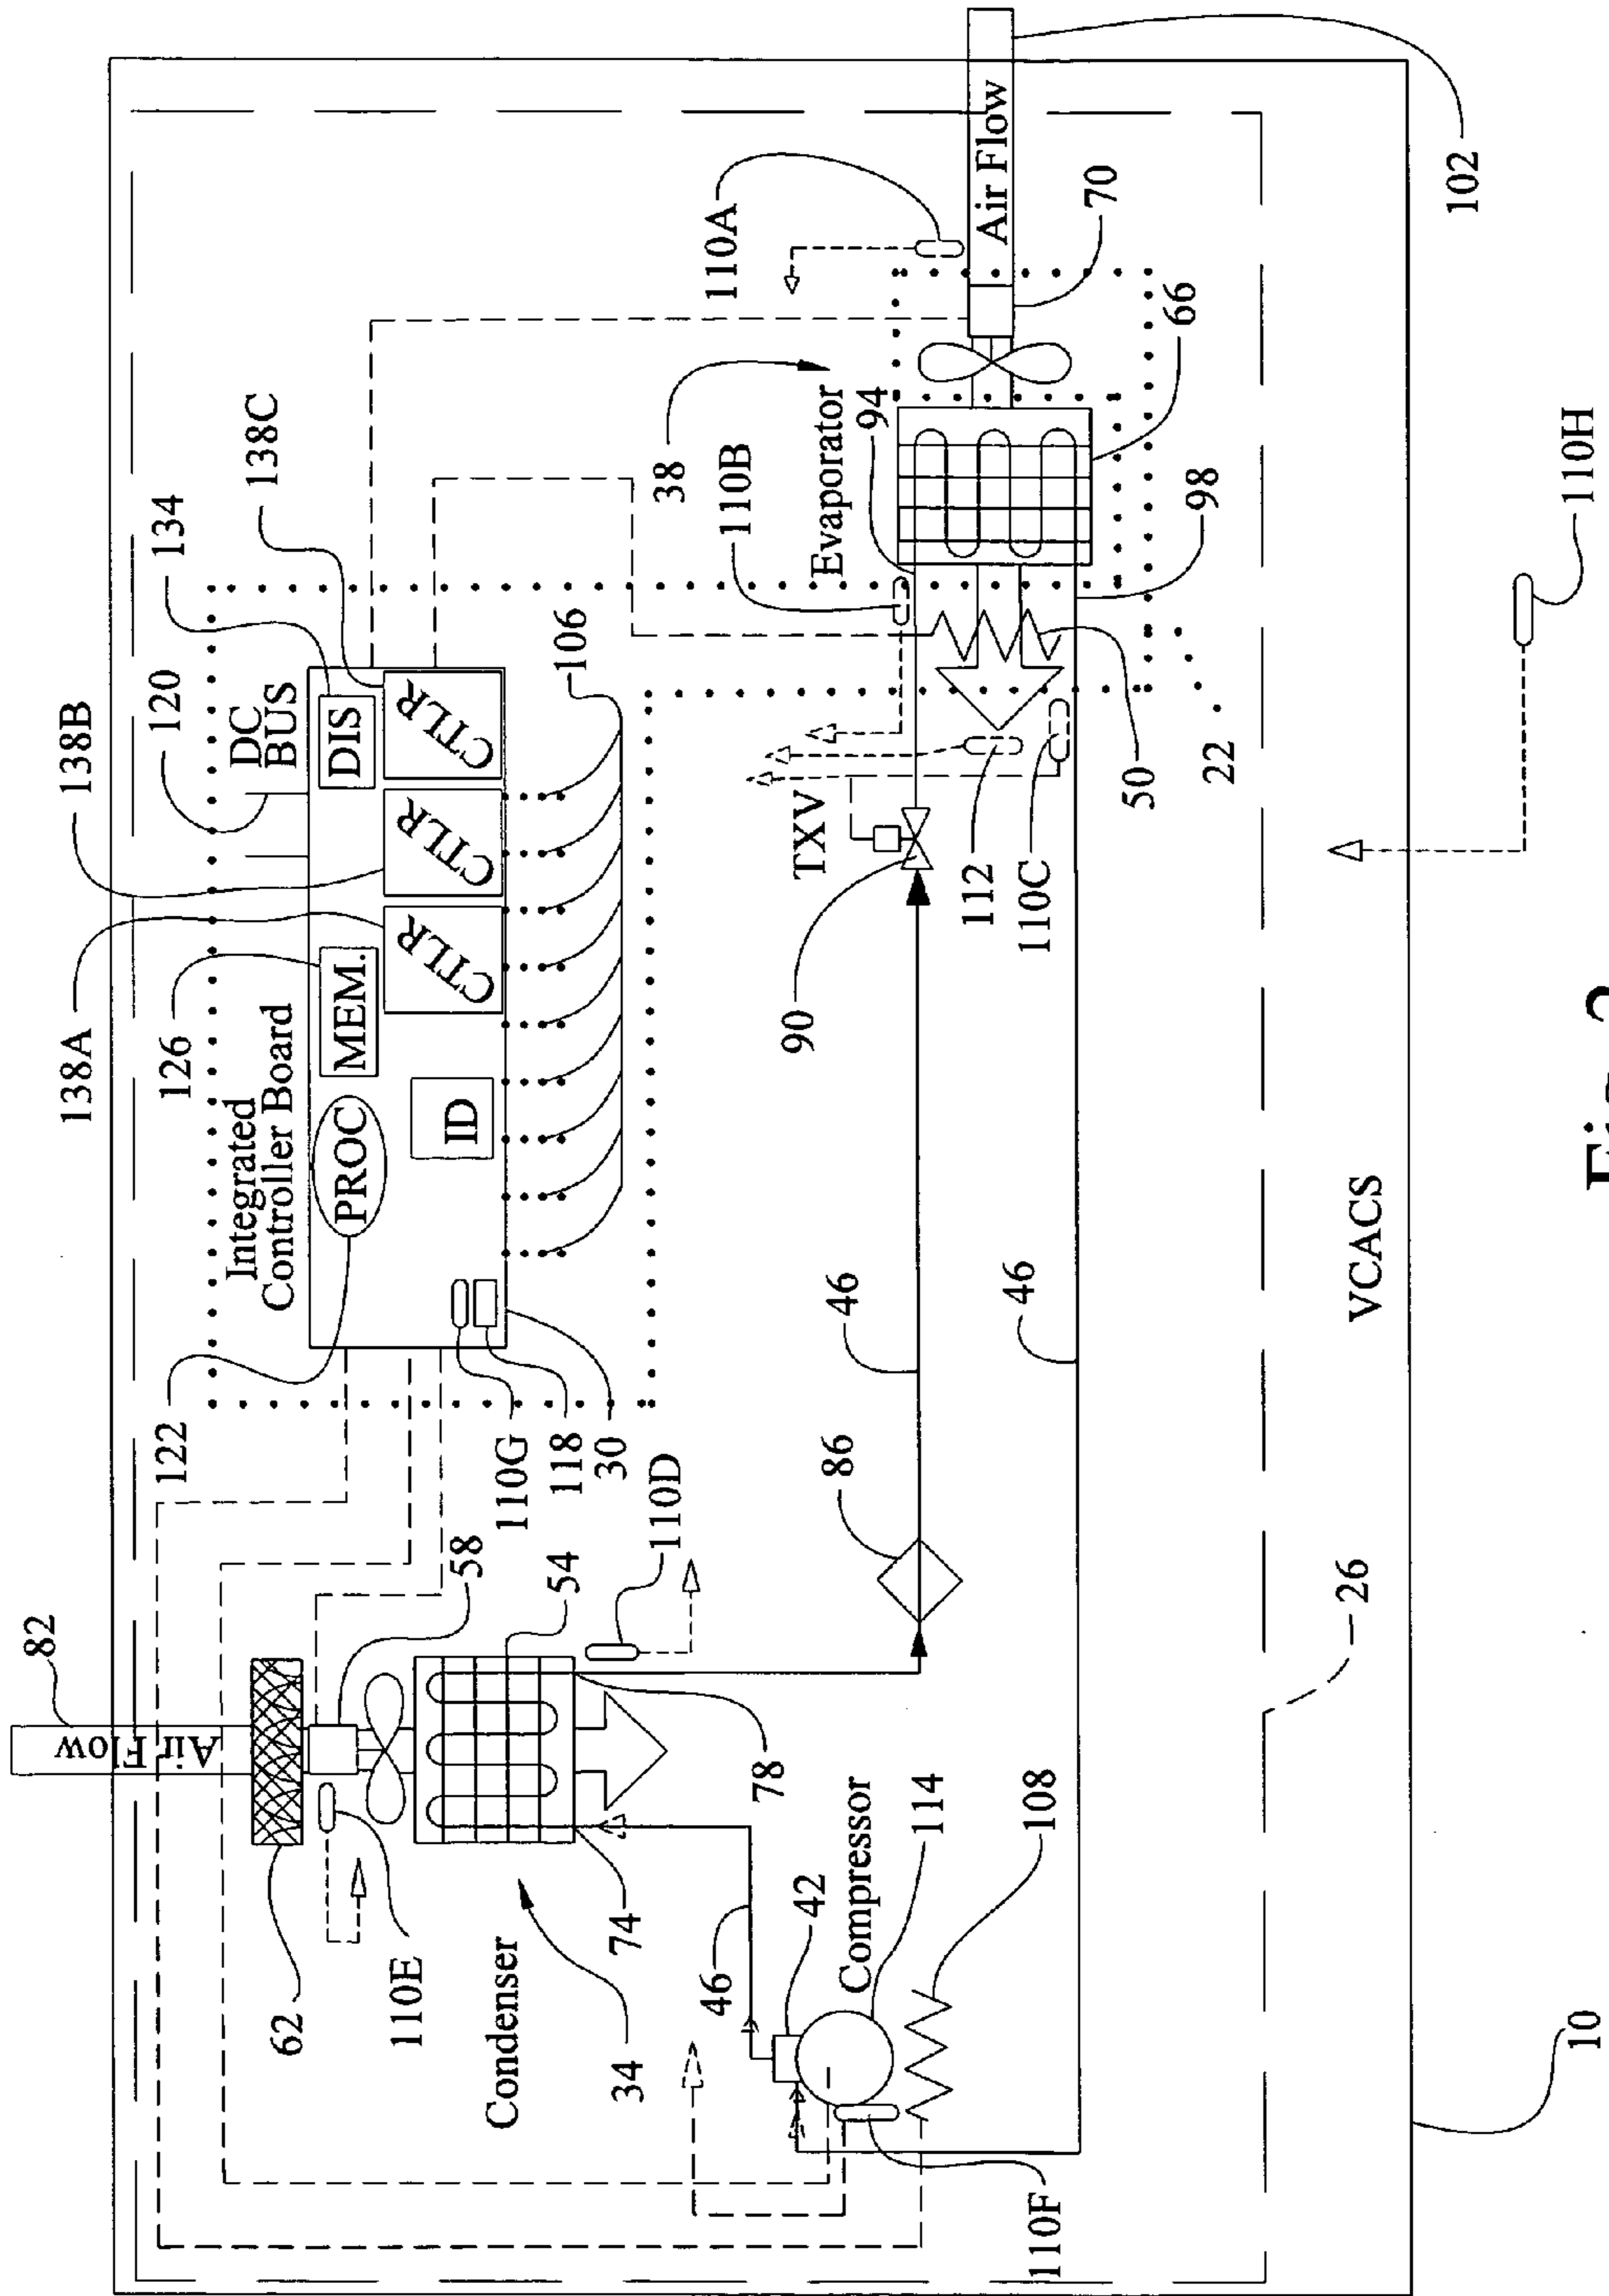 82
Air Flow
62
58
110E
Condenser
34
74
78
54
110D
46
42
Compressor
114
108
110F
122
110G
118
30
Integrated
Controller Board
PROC
MEM.
ID
DIS
CTLR
CTLR
CTLR
138A
126
138B
120
DC
BUS
134
138C
106
86
46
46
90
TXV
112
110C
50
22
38
110B
Evaporator
94
110A
Air Flow
70
66
98
102
26
VCACS
10
110H